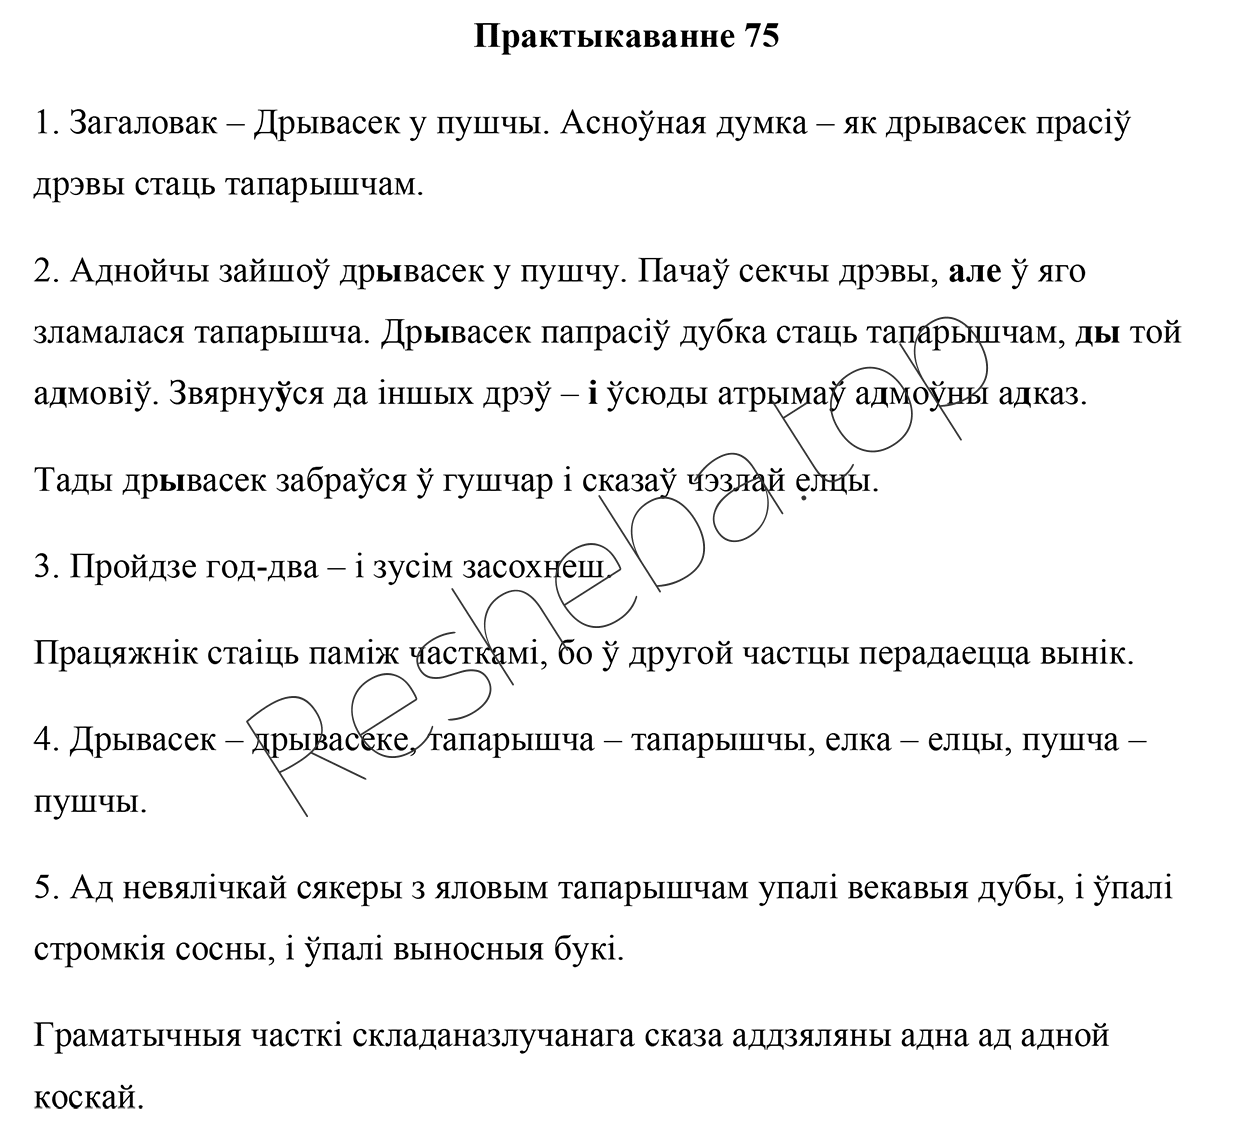 Практыкаванне 75
1. Загаловак – Дрывасек у пушчы. Асноўная думка – як дрывасек прасіў
дрэвы стаць тапарышчам.
2. Аднойчы зайшоў дрывасек у пушчу. Пачаў секчы дрэвы, але ў яго
зламалася тапарышча. Дрывасек папрасіў дубка стаць тапарышчам, ды той
адмовіў. Звярнуўся да іншых дрэў – і ўсюды атрымаў адмоўны адказ.
Тады дрывасек забраўся ў гушчар і сказаў чэзлай елцы.
3. Пройдзе год-два – і зусім засохнеш.
Працяжнік стаіць паміж часткамі, бо ў другой частцы перадаецца вынік.
4. Дрывасек – дрывасеке, тапарышча – тапарышчы, елка – елцы, пушча –
пушчы.
5. Ад невялічкай сякеры з яловым тапарышчам упалі векавыя дубы, і ўпалі
стромкія сосны, і ўпалі выносныя букі.
Граматычныя часткі складаназлучанага сказа аддзяляны адна ад адной
коскай.
Resheba.top